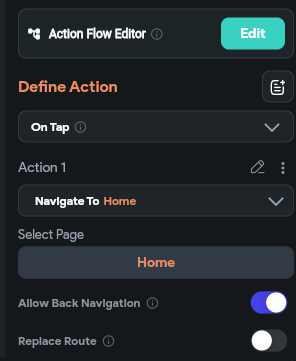 Action Flow Editor
Edit
Define Action
On Tap
Action 1
Navigate To Home
Select Page
Home
Allow Back Navigation
Replace Route